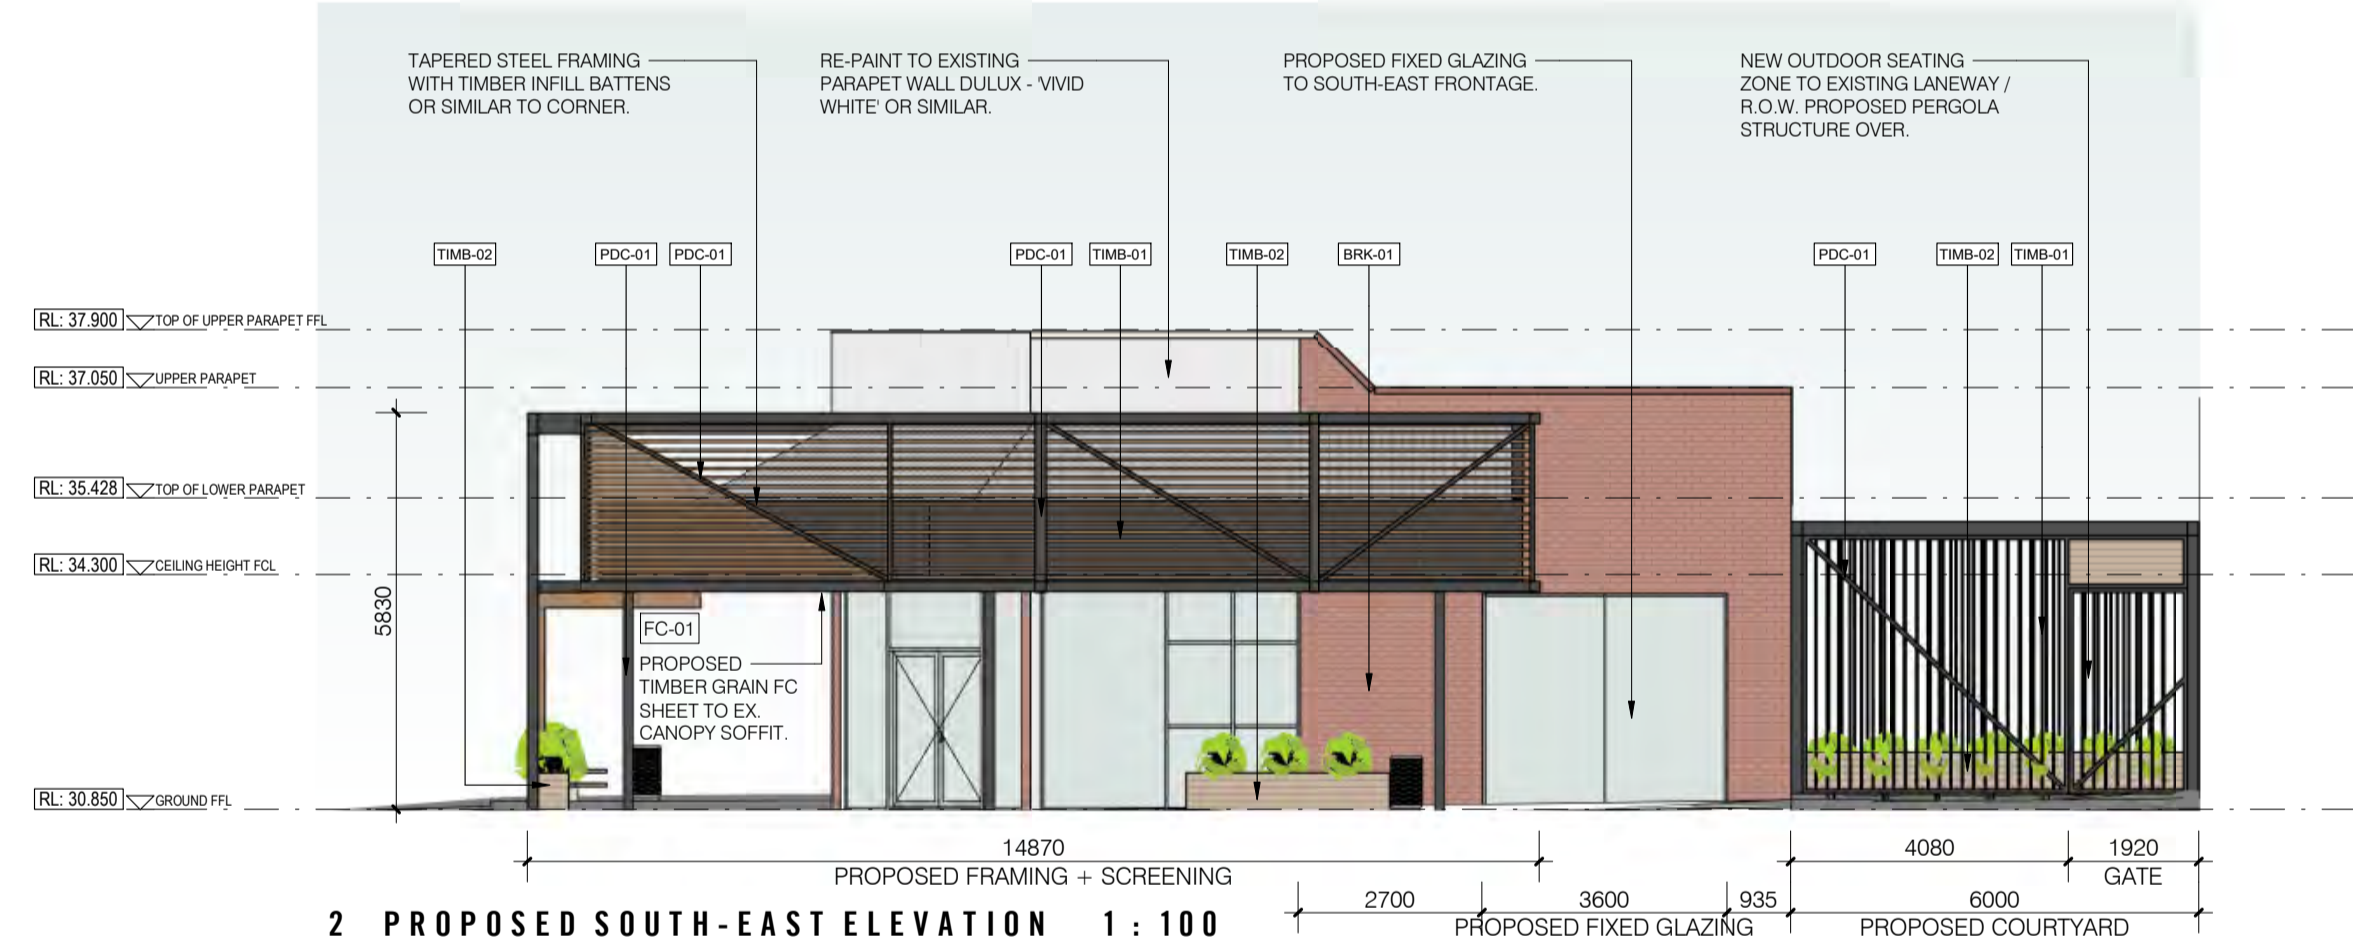 TAPERED STEEL FRAMING
WITH TIMBER INFILL BATTENS
OR SIMILAR TO CORNER.
RE-PAINT TO EXISTING
PARAPET WALL DULUX - 'VIVID
WHITE' OR SIMILAR.
PROPOSED FIXED GLAZING
TO SOUTH-EAST FRONTAGE.
NEW OUTDOOR SEATING
ZONE TO EXISTING LANEWAY /
R.O.W. PROPOSED PERGOLA
STRUCTURE OVER.
TIMB-02
PDC-01
PDC-01
PDC-01
TIMB-01
TIMB-02
BRK-01
PDC-01
TIMB-02
TIMB-01
RL: 37.900 TOP OF UPPER PARAPET FFL
RL: 37.050 UPPER PARAPET
RL: 35.428 TOP OF LOWER PARAPET
RL: 34.300 CEILING HEIGHT FCL
5830
FC-01
PROPOSED
TIMBER GRAIN FC
SHEET TO EX.
CANOPY SOFFIT.
RL: 30.850 GROUND FFL
14870
PROPOSED FRAMING + SCREENING
4080
1920
GATE
2700
3600
935
6000
PROPOSED FIXED GLAZING
PROPOSED COURTYARD
2 PROPOSED SOUTH-EAST ELEVATION 1 : 100